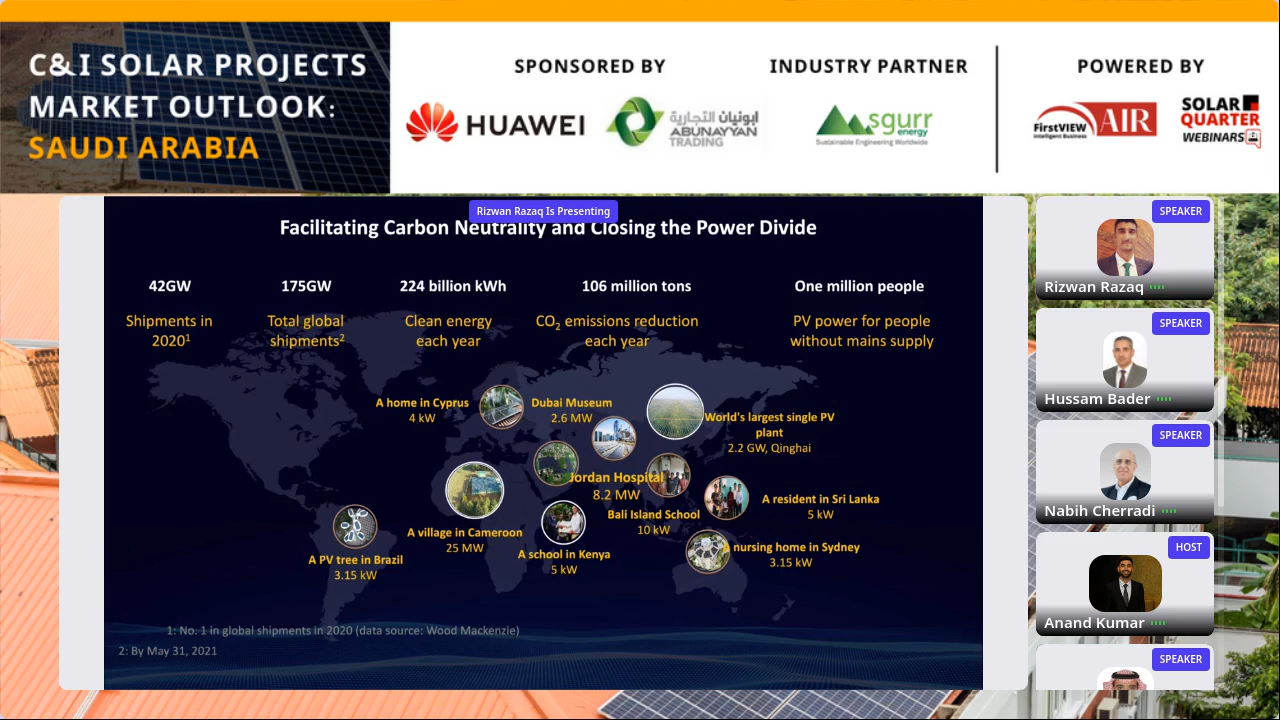 C&I SOLAR PROJECTS
MARKET OUTLOOK:
SAUDI ARABIA
SPONSORED BY
INDUSTRY PARTNER
POWERED BY
HUAWEI
ابونيان التجارية
ABUNAYYAN
TRADING
sgurr
energy
Sustainable Engineering Worldwide
FirstVIEW
Intelligent Business
AIR
SOLAR
QUARTER
WEBINARS
Rizwan Razaq Is Presenting
Facilitating Carbon Neutrality and Closing the Power Divide
42GW
175GW
224 billion kWh
106 million tons
One million people
Shipments in
2020¹
Total global
shipments²
Clean energy
each year
CO₂ emissions reduction
each year
PV power for people
without mains supply
A home in Cyprus
4 kW
Dubai Museum
2.6 MW
World's largest single PV
plant
2.2 GW, Qinghai
Jordan Hospital
8.2 MW
A resident in Sri Lanka
5 kW
Bali Island School
10 kW
A village in Cameroon
25 MW
A school in Kenya
5 kW
A nursing home in Sydney
3.15 kW
A PV tree in Brazil
3.15 kW
1: No. 1 in global shipments in 2020 (data source: Wood Mackenzie)
2: By May 31, 2021
SPEAKER
Rizwan Razaq
SPEAKER
Hussam Bader
SPEAKER
Nabih Cherradi
HOST
Anand Kumar
SPEAKER